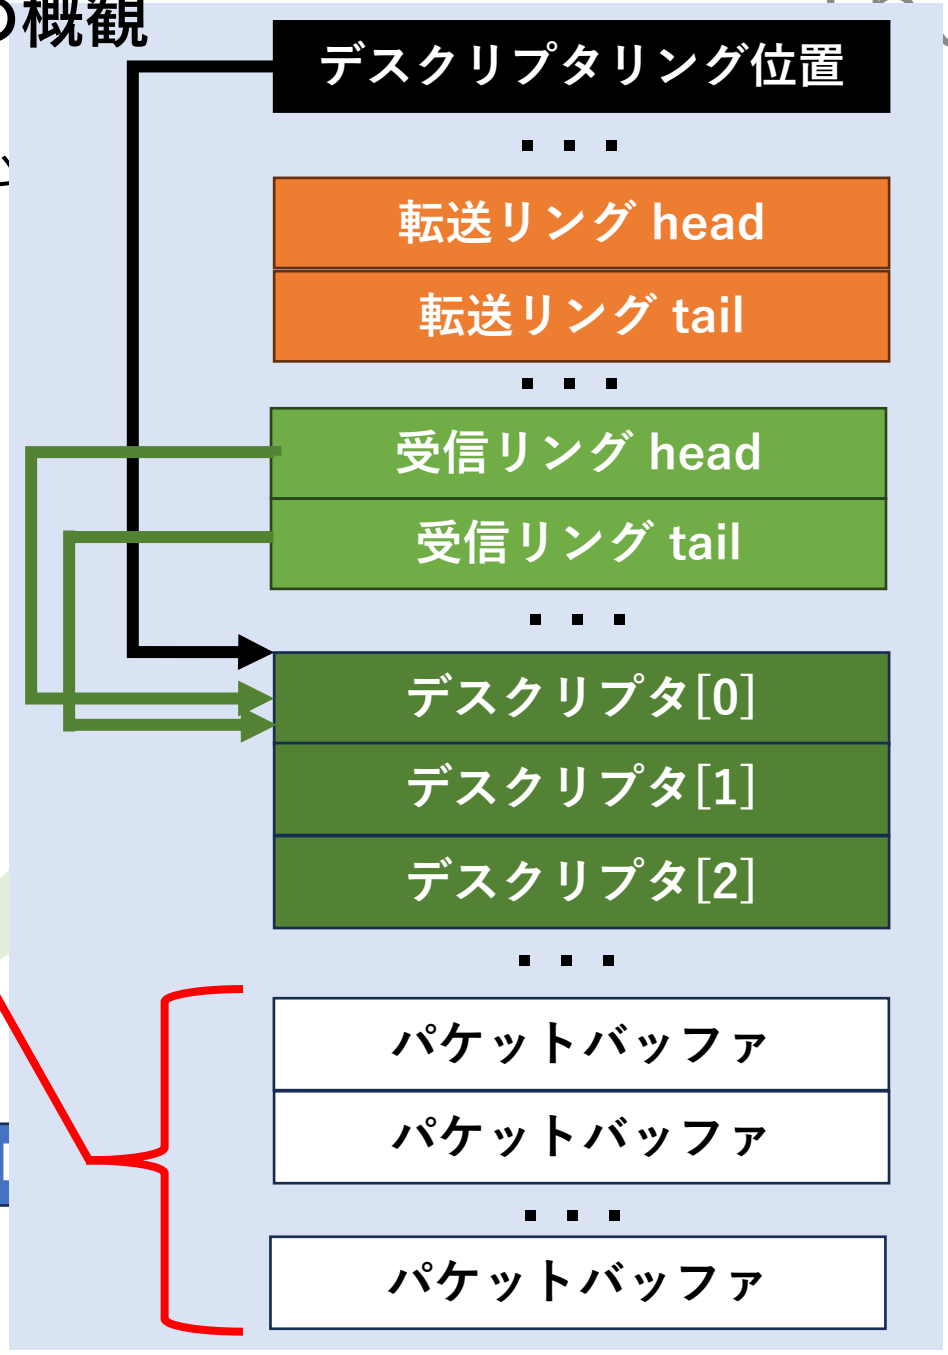 の概観
デスクリプタリング位置
...
転送リング head
転送リング tail
...
受信リング head
受信リング tail
...
デスクリプタ[0]
デスクリプタ[1]
デスクリプタ[2]
...
パケットバッファ
パケットバッファ
...
パケットバッファ